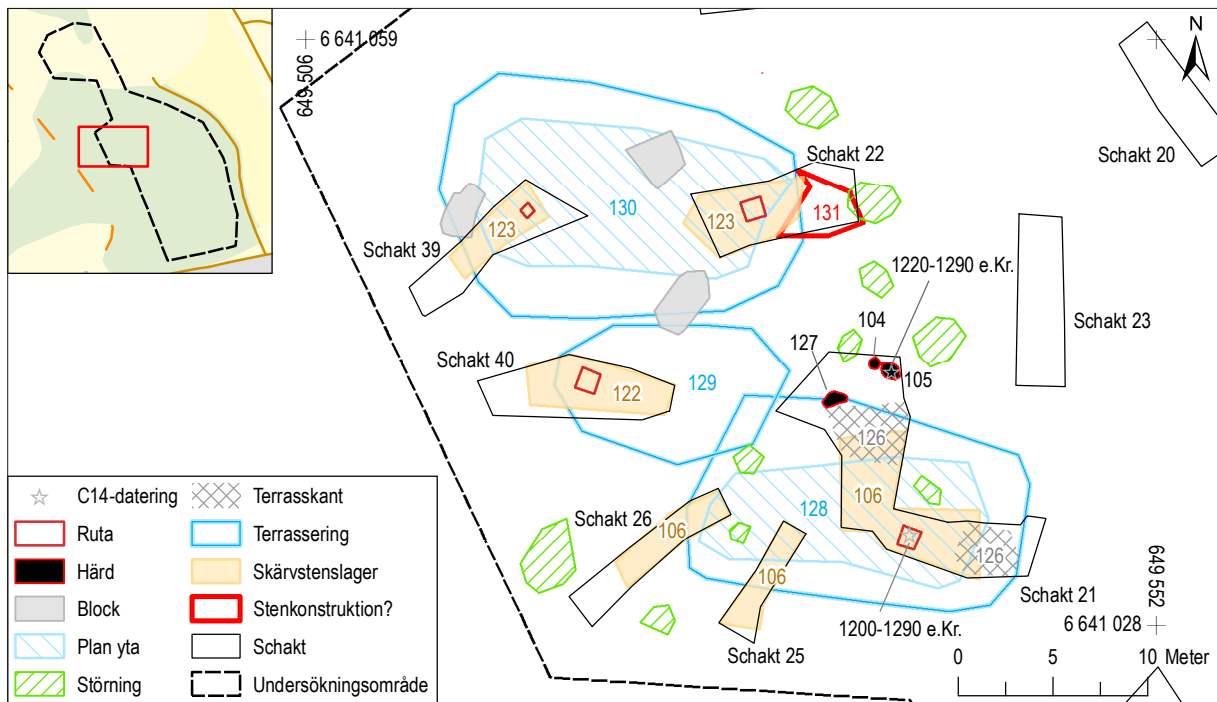 6 641 059
649 506
N
Schakt 20
Schakt 22
130
131
123
123
Schakt 39
1220-1290 e.Kr.
104
127
105
Schakt 23
Schakt 40
129
122
126
106
128
Schakt 26
106
106
126
Schakt 21
1200-1290 e.Kr.
Schakt 25
649 552
6 641 028
0 5 10 Meter
C14-datering
Ruta
Härd
Block
Plan yta
Störning
Terrasskant
Terrassering
Skärvstenslager
Stenkonstruktion?
Schakt
Undersökningsområde